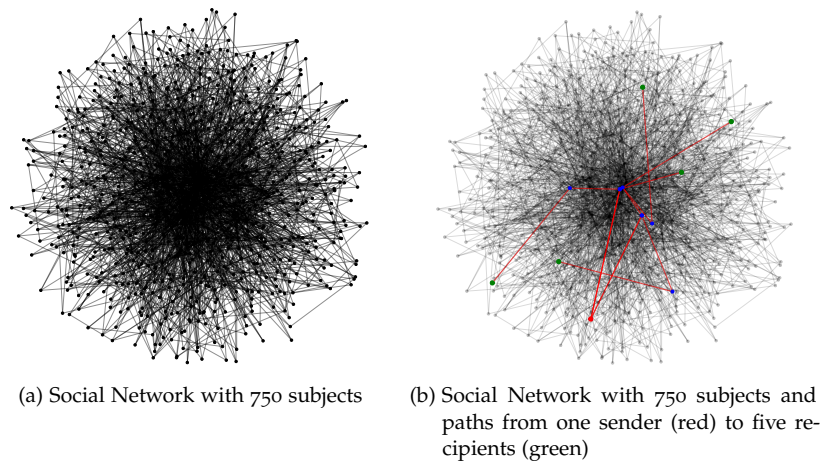 (a) Social Network with 750 subjects
(b) Social Network with 750 subjects and
paths from one sender (red) to five re-
cipients (green)